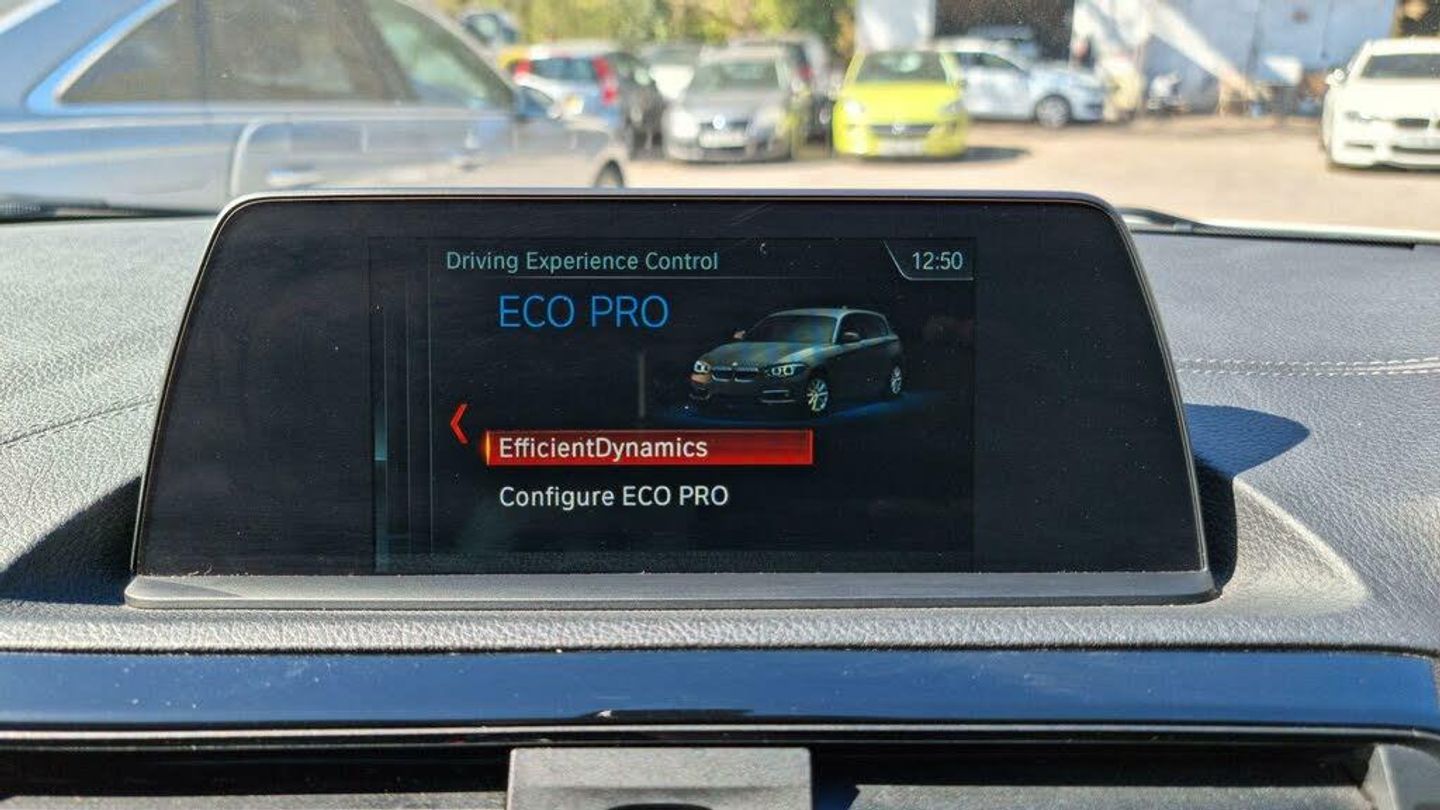 Driving Experience Control
12:50
ECO PRO
EfficientDynamics
Configure ECO PRO